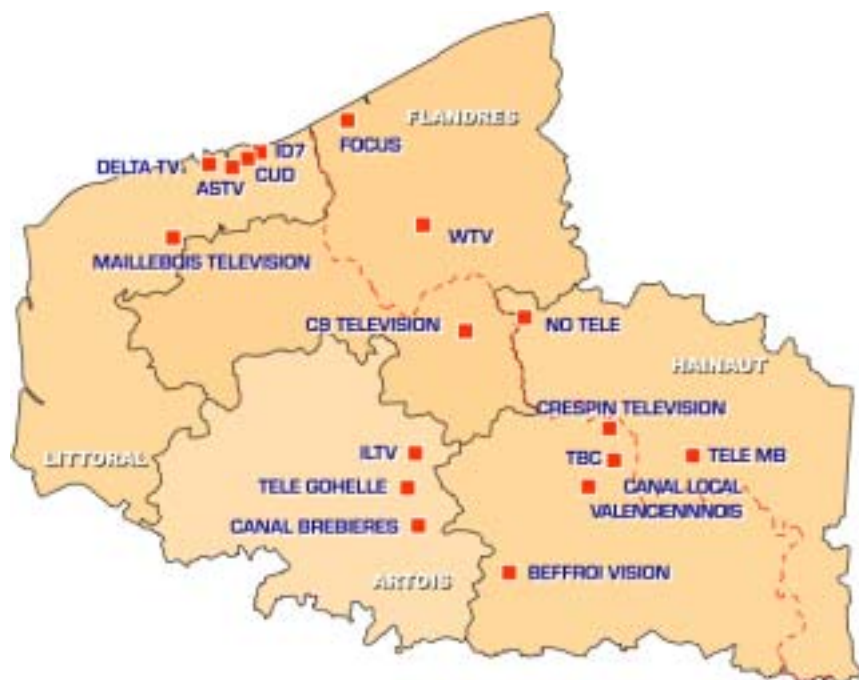 FLANDRES
FOCUS
ID7
DELTA-TV
CUD
ASTV
WTV
MAILLEBOIS TELEVISION
C9 TELEVISION
NO TELE
HAINAUT
CRESPIN TELEVISION
LITTORAL
ILTV
TBC
TELE MB
TELE GOHELLE
CANAL LOCAL
VALENCIENNNOIS
CANAL BREBIERES
ARTOIS
BEFFROI VISION